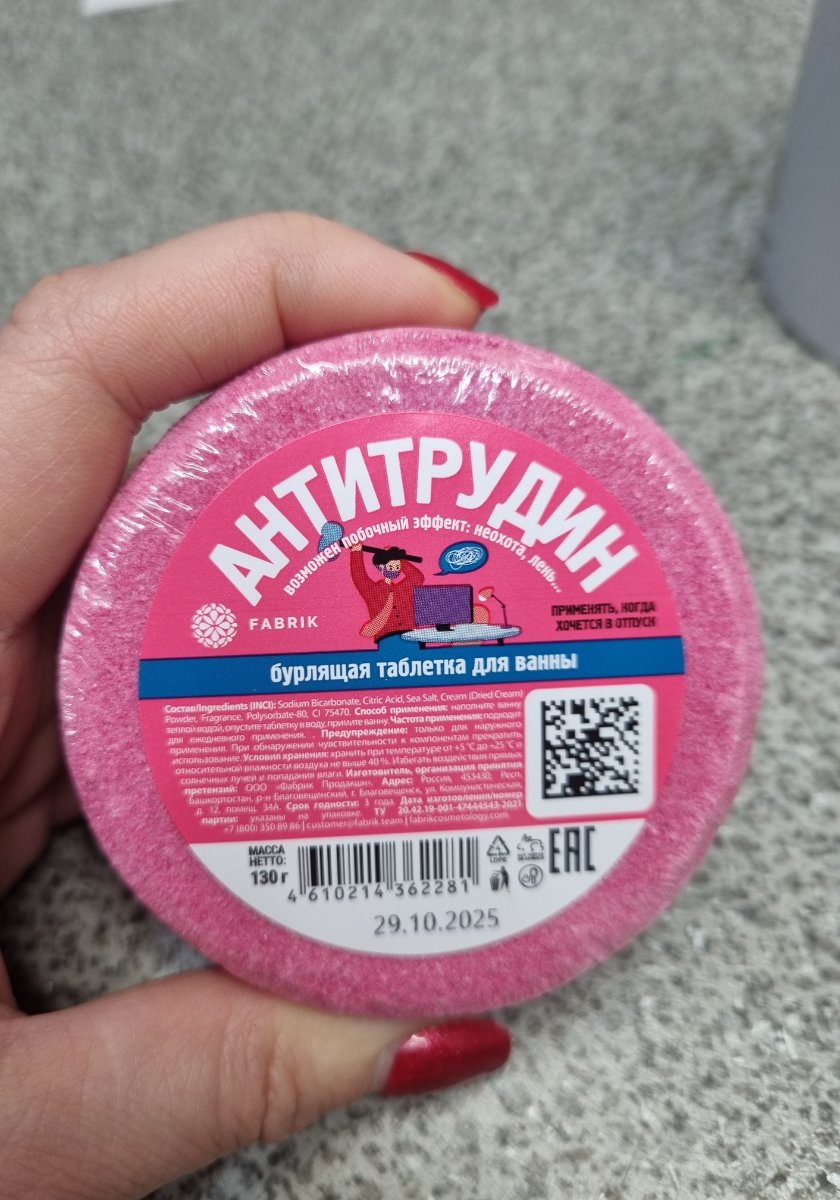 АНТИТРУДИН
возможен побочный эффект: неохота, лень...
FABRIK
ПРИМЕНЯТЬ, КОГДА
ХОЧЕТСЯ В ОТПУСК
бурлящая таблетка для ванны
Состав/Ingredients (INCI): Sodium Bicarbonate, Citric Acid, Sea Salt, Cream (Dried Cream)
Powder, Fragrance, Polysorbate-80, CI 75470. Способ применения: наполните ванну
теплой водой, опустите таблетку в воду, примите ванну. Частота применения: подходит
для ежедневного применения. . Предупреждение: только для наружного
применения. При обнаружении чувствительности к компонентам прекратить
использование. Условия хранения: хранить при температуре от +5 °С до +25 °С и
относительной влажности воздуха не выше 40 %. Избегать воздействия прямых
солнечных лучей и попадания влаги. Изготовитель, организация принятия
претензий: ООО «Фабрик Продакшн». Адрес: Россия, 453430, Респ.
Башкортостан, р-н Благовещенский, г. Благовещенск, ул. Коммунистическая,
д. 12, помещ. 34А. Срок годности: 3 года. Дата изготовления/номер
партии: указаны на упаковке. ТУ 20.42.19-001-47444543-2021
+7 (800) 350 89 86 | customer@fabrik.team | fabrikcosmetology.com
МАССА
НЕТТО:
130 г
4 610214 362281
LDPE
EAC
29.10.2025